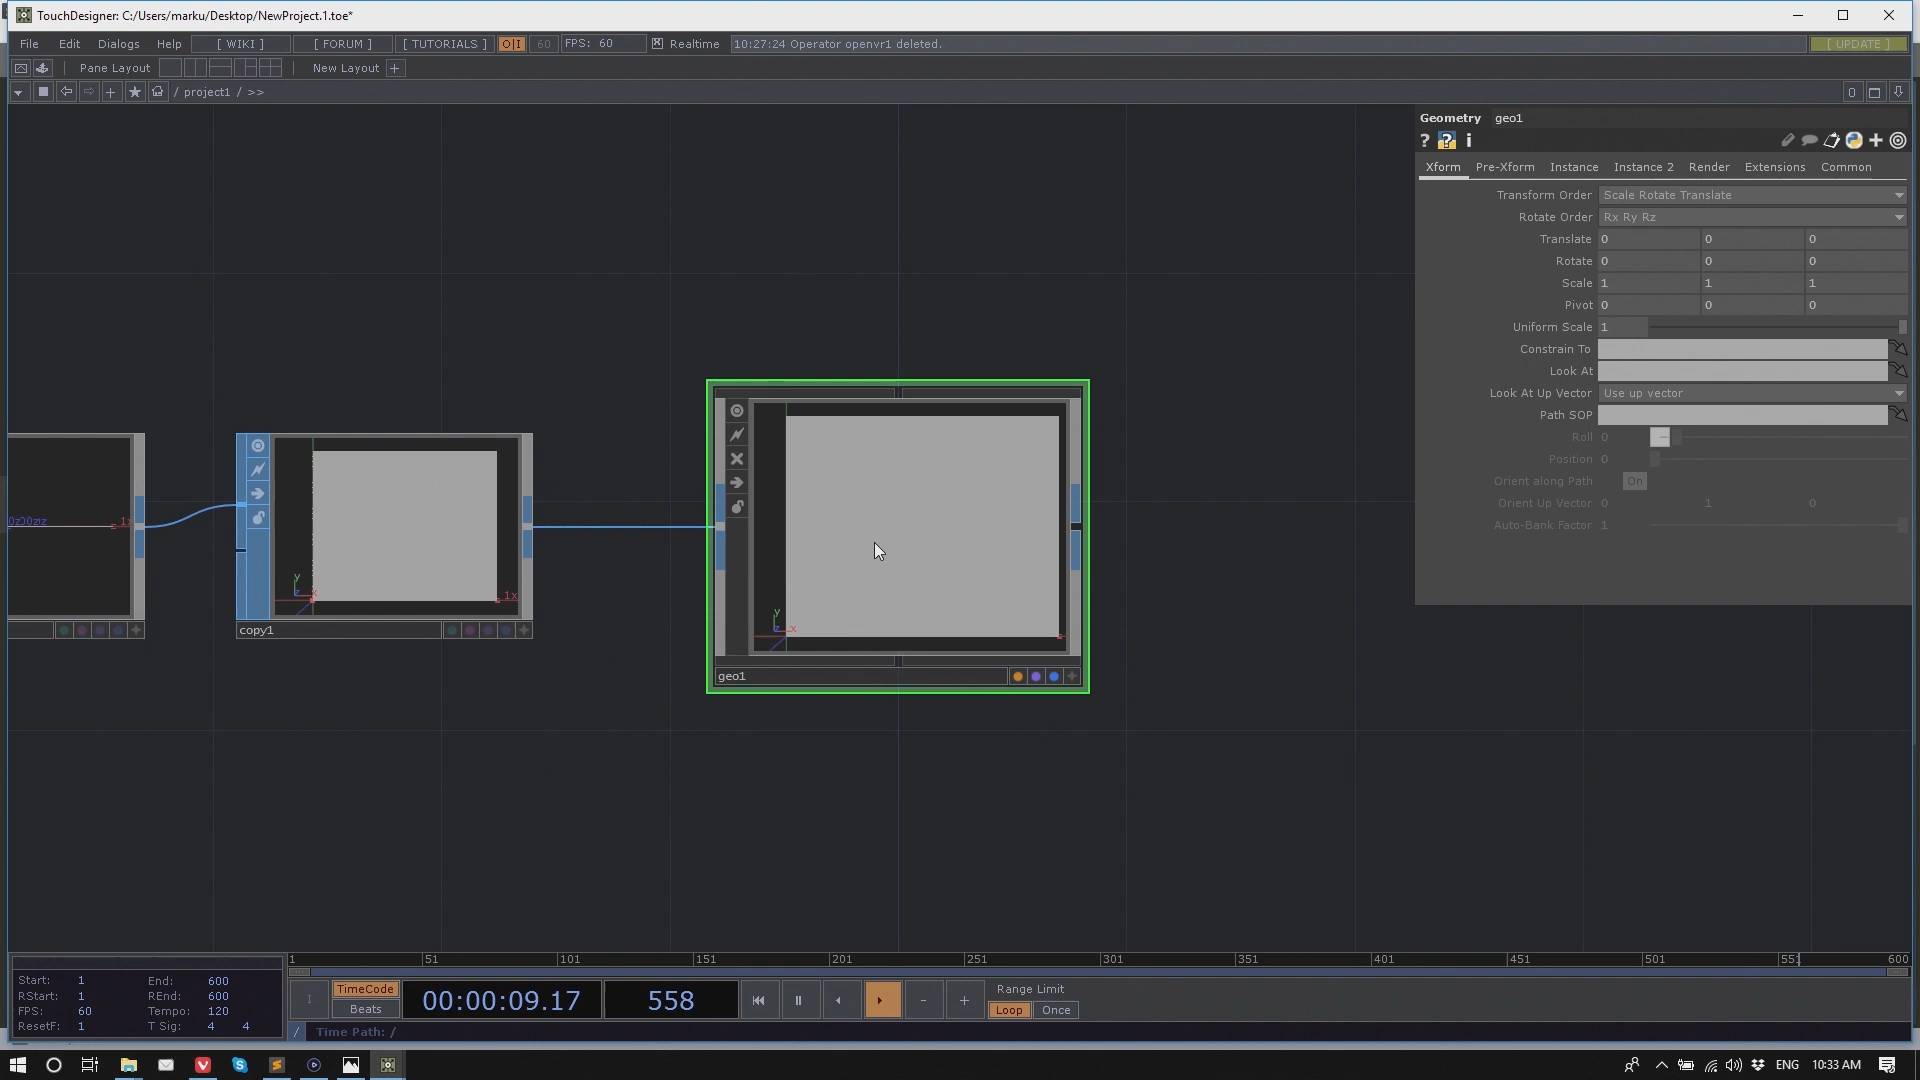 TouchDesigner: C:/Users/marku/Desktop/NewProject.1.toe*
File Edit Dialogs Help [ WIKI ] [ FORUM ] [ TUTORIALS ] O|I 60 FPS: 60 Realtime 10:27:24 Operator openvr1 deleted. [ UPDATE ]
Pane Layout New Layout +
/ project1 / >> 0
Geometry geo1
? ? i
Xform Pre-Xform Instance Instance 2 Render Extensions Common
Transform Order Scale Rotate Translate
Rotate Order Rx Ry Rz
Translate 0 0 0
Rotate 0 0 0
Scale 1 1 1
Pivot 0 0 0
Uniform Scale 1
Constrain To
Look At
Look At Up Vector Use up vector
Path SOP
Roll 0
Position 0
Orient along Path On
Orient Up Vector 0 1 0
Auto-Bank Factor 1
1x
y
z x
1x
copy1
y
z x
geo1
1 51 101 151 201 251 301 351 401 451 501 551 600
Start: 1 End: 600
RStart: 1 REnd: 600
FPS: 60 Tempo: 120
ResetF: 1 T Sig: 4 4
I TimeCode Beats 00:00:09.17 558 - +
Range Limit
Loop Once
/ Time Path: /
ENG 10:33 AM